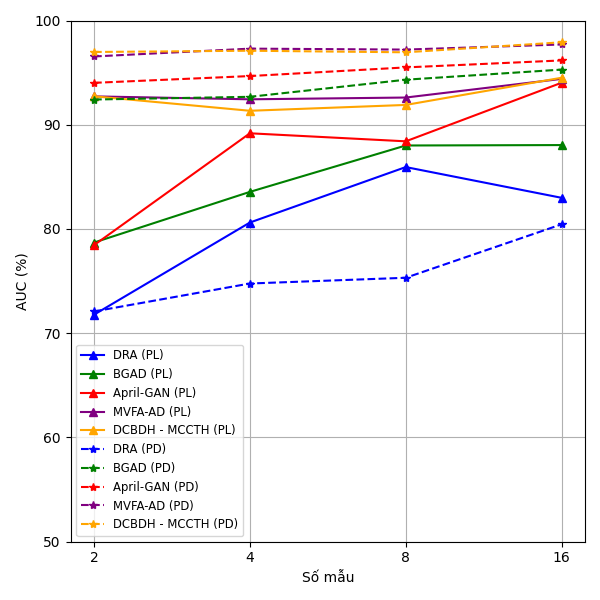 100
90
80
70
60
50
AUC (%)
DRA (PL)
BGAD (PL)
April-GAN (PL)
MVFA-AD (PL)
DCBDH - MCCTH (PL)
DRA (PD)
BGAD (PD)
April-GAN (PD)
MVFA-AD (PD)
DCBDH - MCCTH (PD)
2 4 8 16
Số mẫu